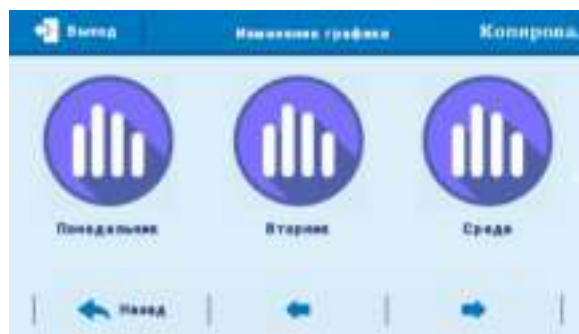 Выход Изменение графика Копирова
Понедельник Вторник Среда
Назад